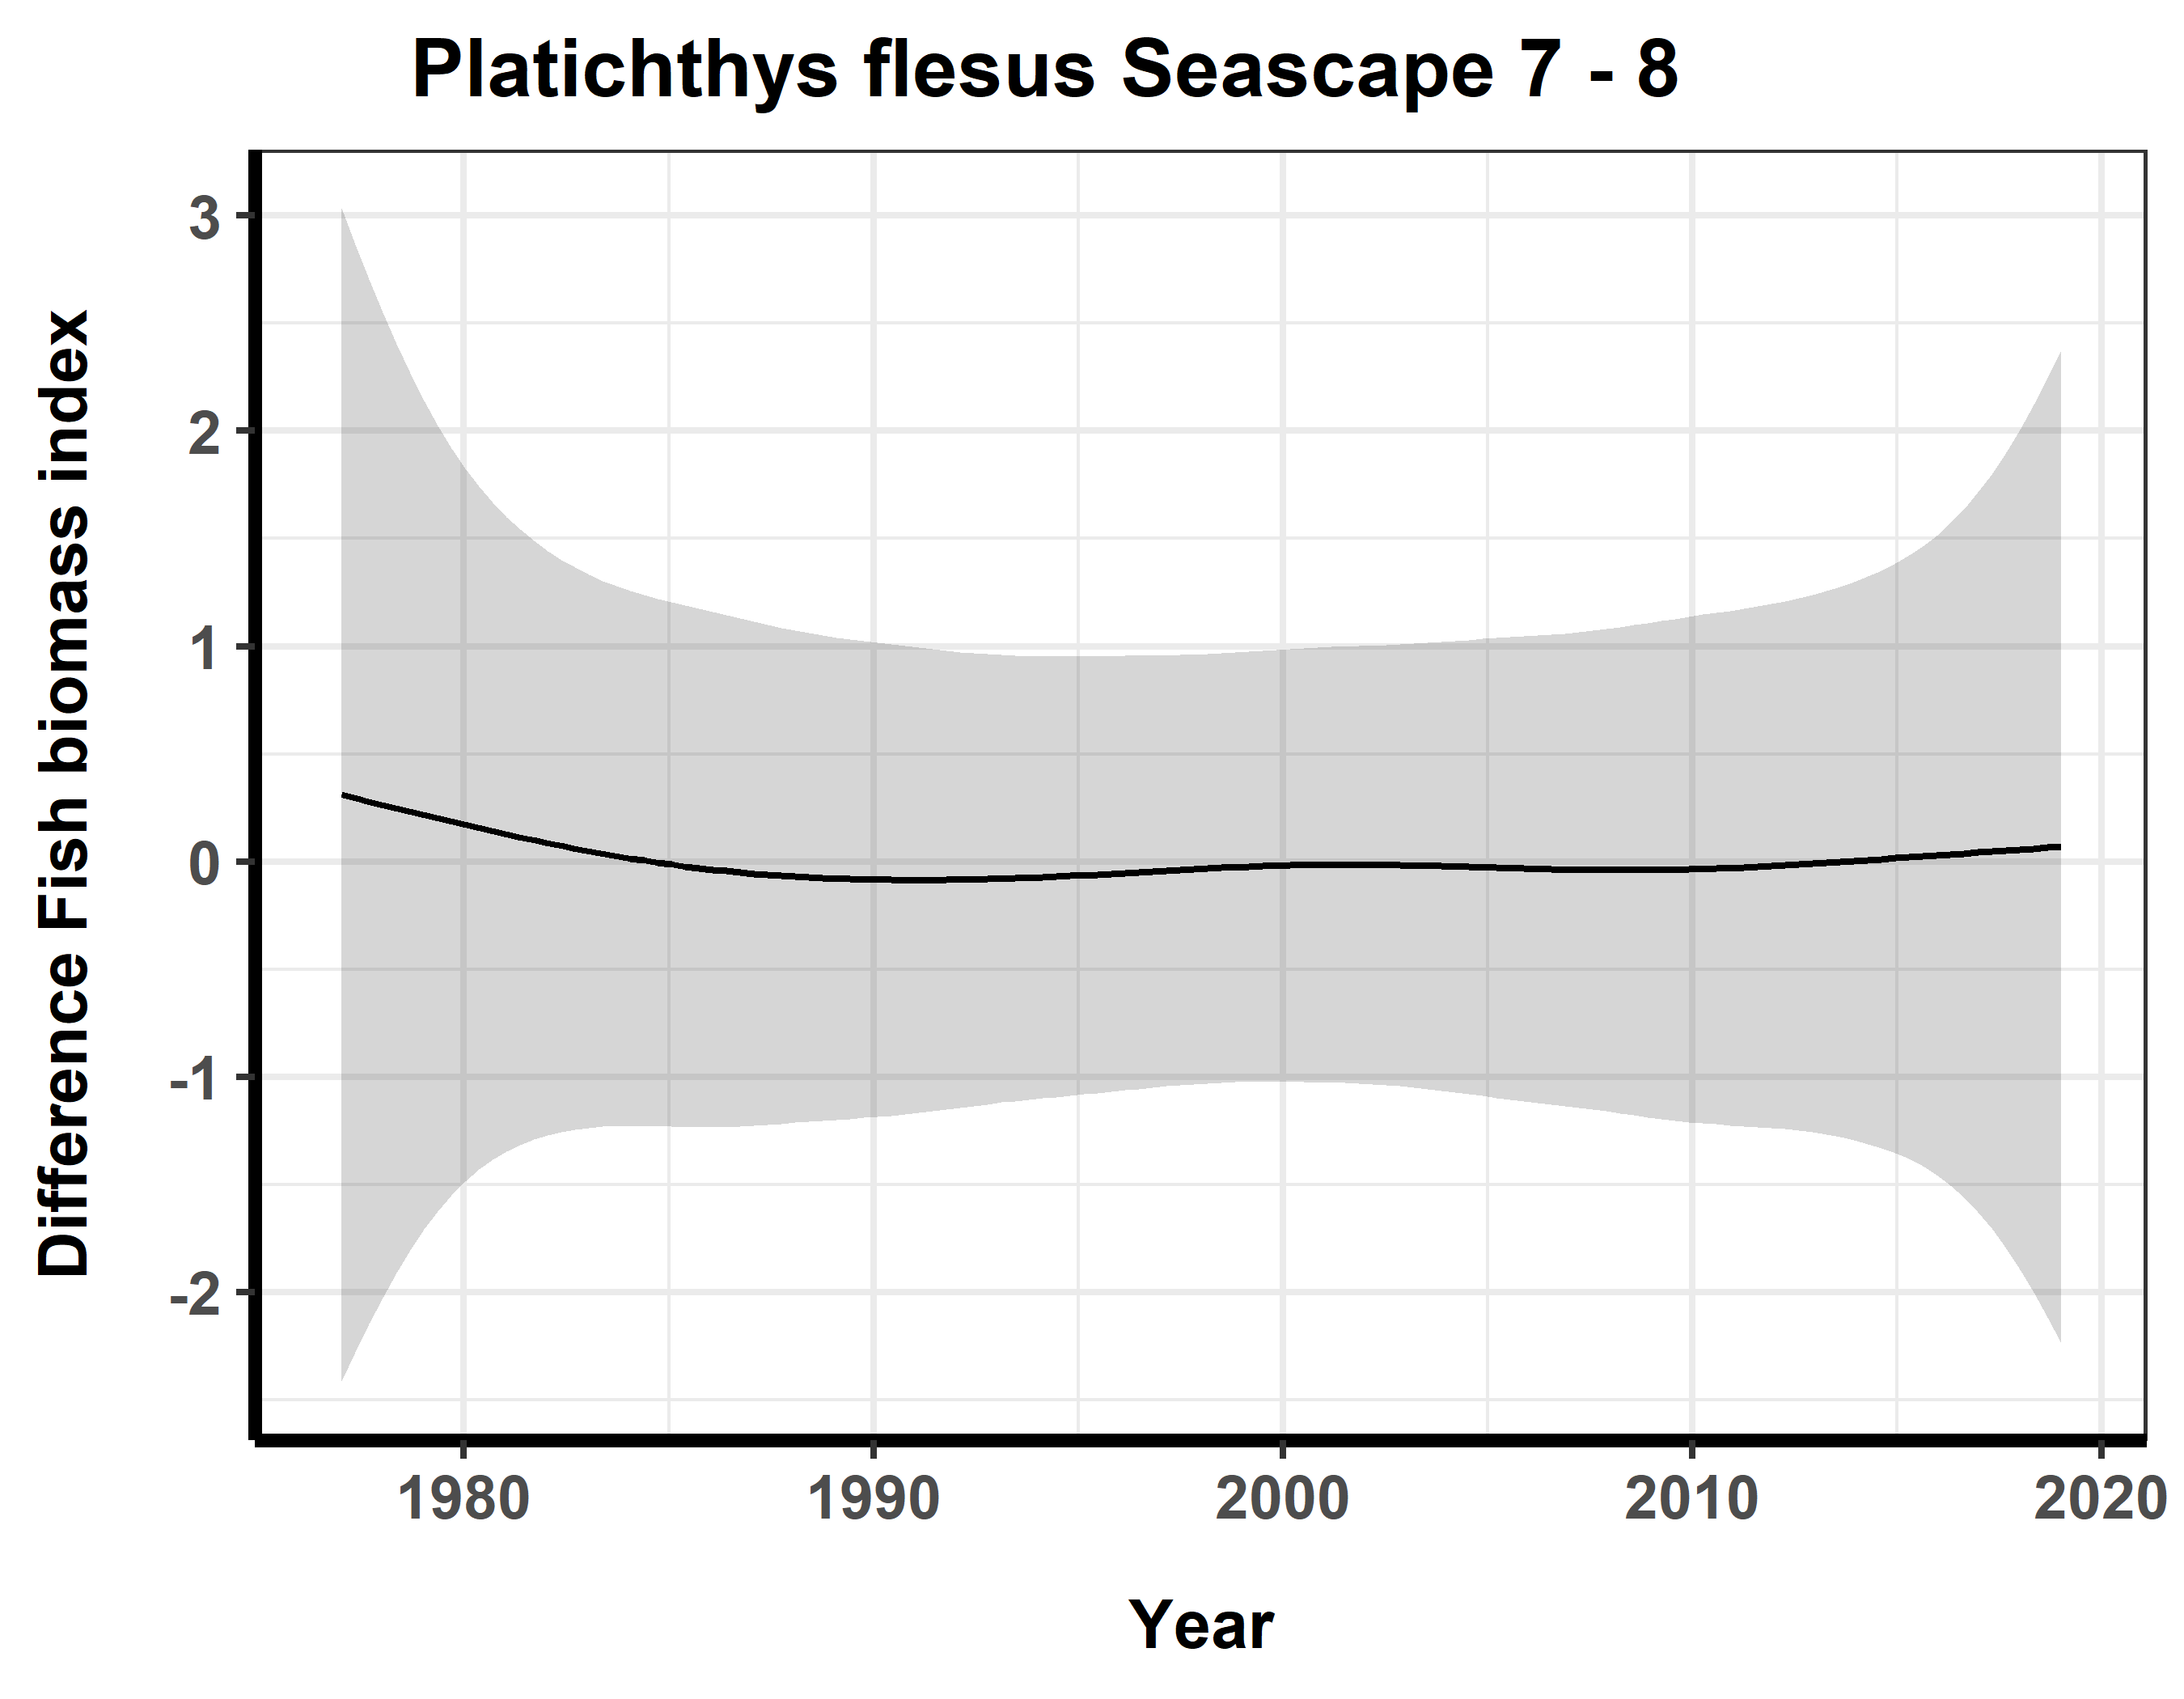 Platichthys flesus Seascape 7 - 8
Difference Fish biomass index
3
2
1
0
-1
-2
1980 1990 2000 2010 2020
Year